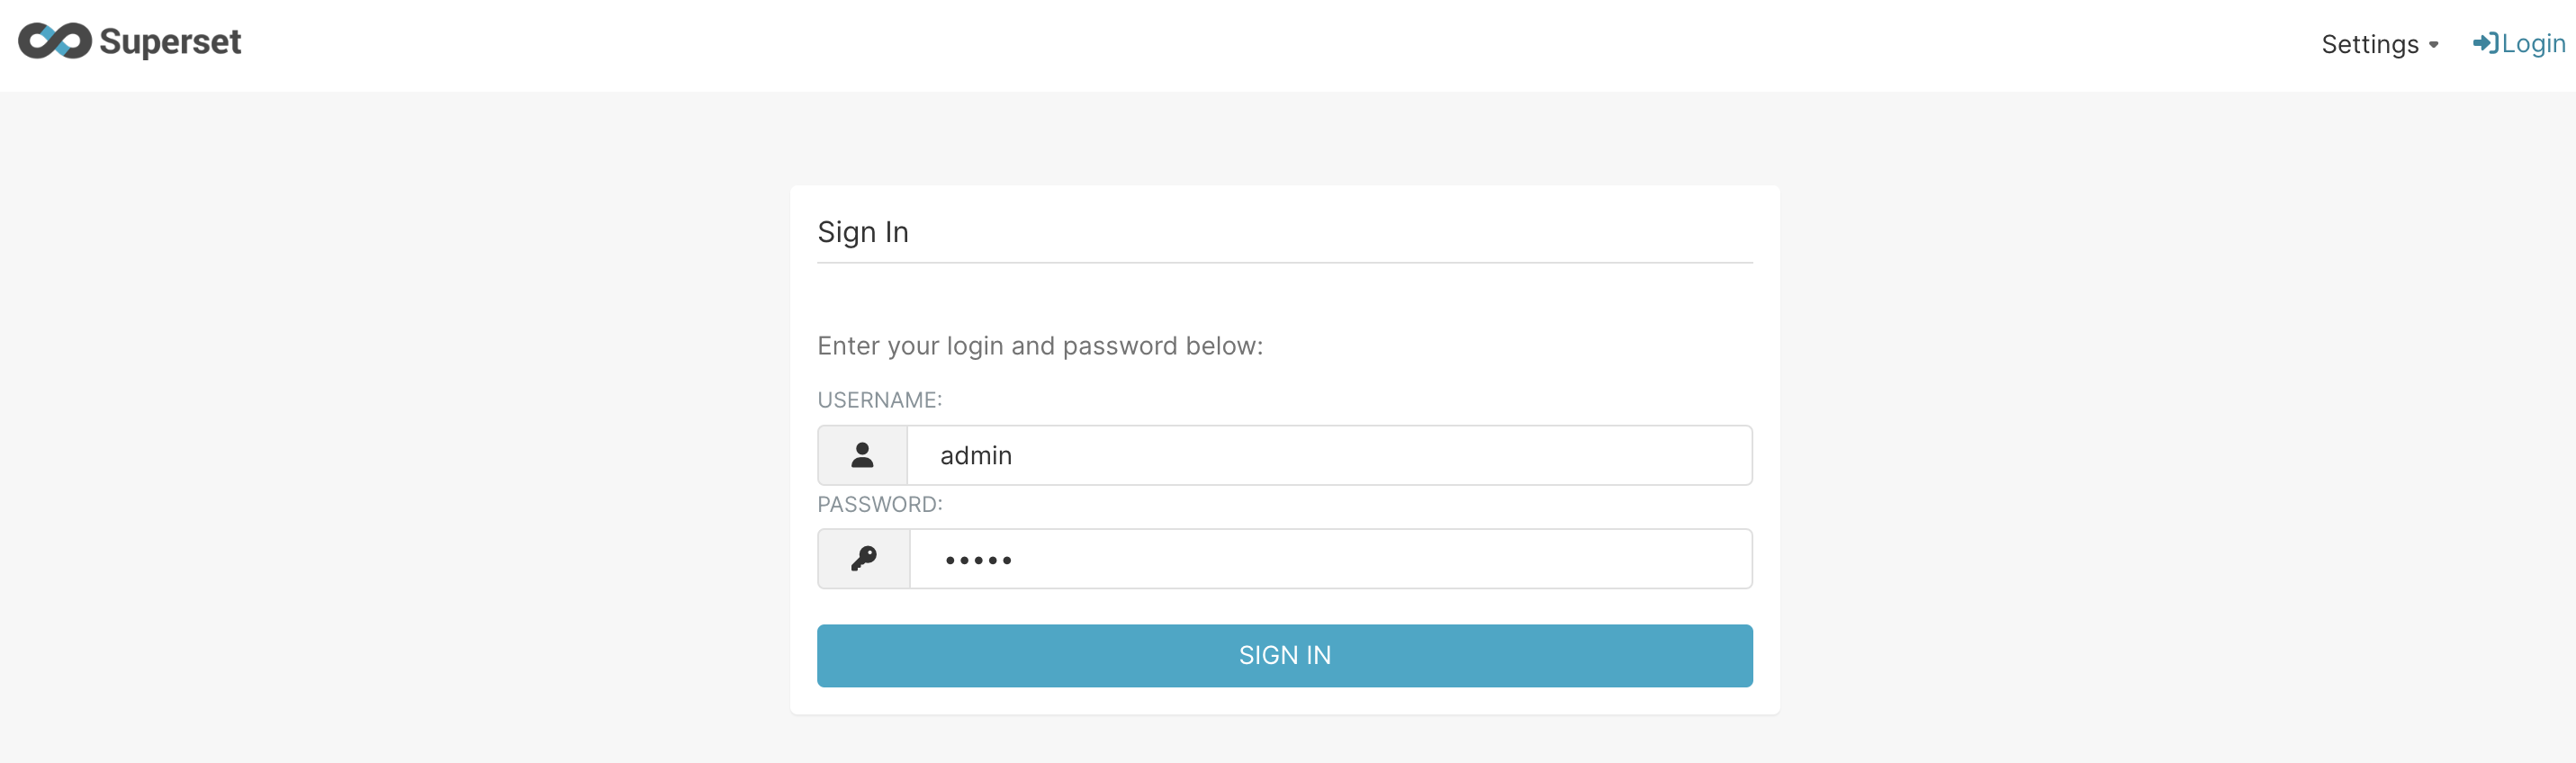 Superset
Settings
Login
Sign In
Enter your login and password below:
USERNAME:
admin
PASSWORD:
•••••
SIGN IN